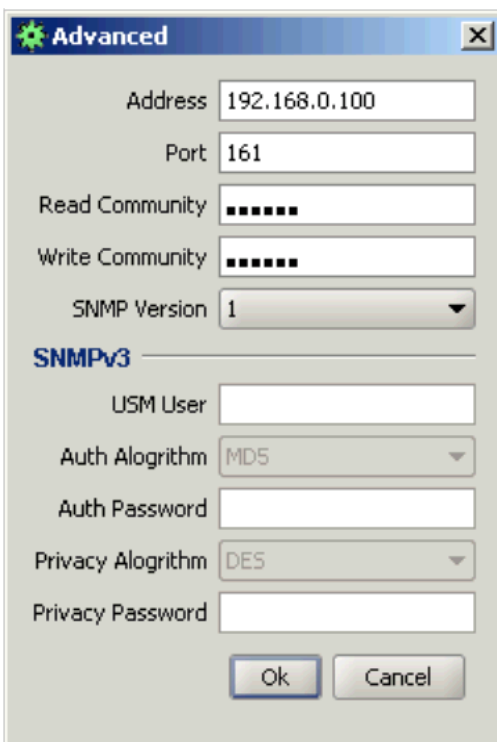 Advanced
Address 192.168.0.100
Port 161
Read Community ▪▪▪▪▪▪
Write Community ▪▪▪▪▪▪
SNMP Version 1
SNMPv3
USM User
Auth Alogrithm MD5
Auth Password
Privacy Alogrithm DES
Privacy Password
Ok Cancel